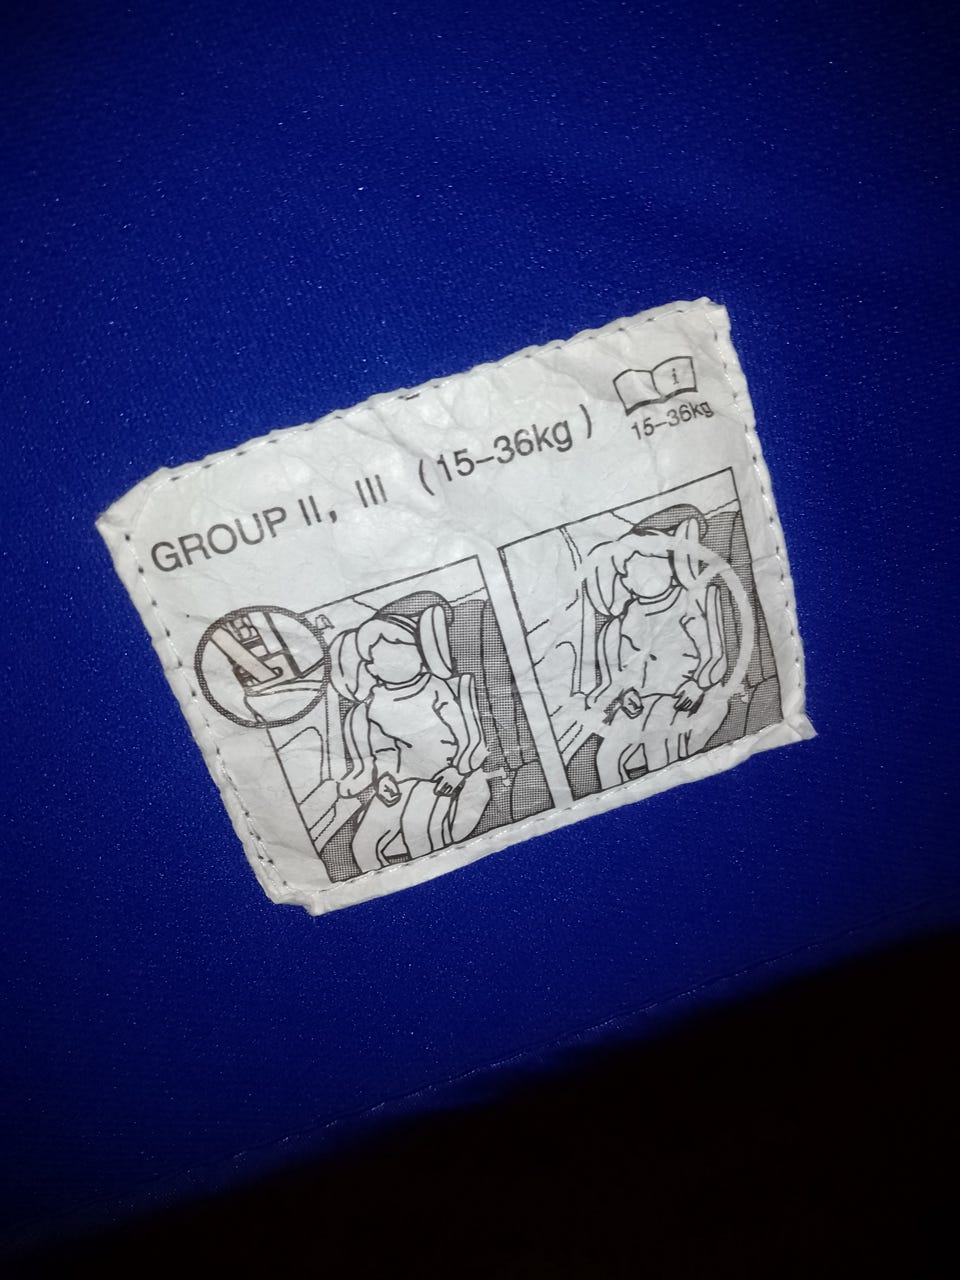 GROUP II, III (15-36kg)
i
15-36kg